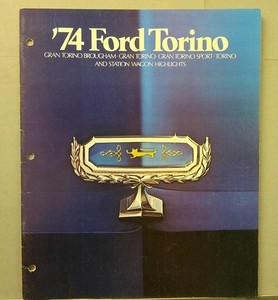 '74 Ford Torino
GRAN TORINO BROUGHAM · GRAN TORINO · GRAN TORINO SPORT · TORINO
AND STATION WAGON HIGHLIGHTS